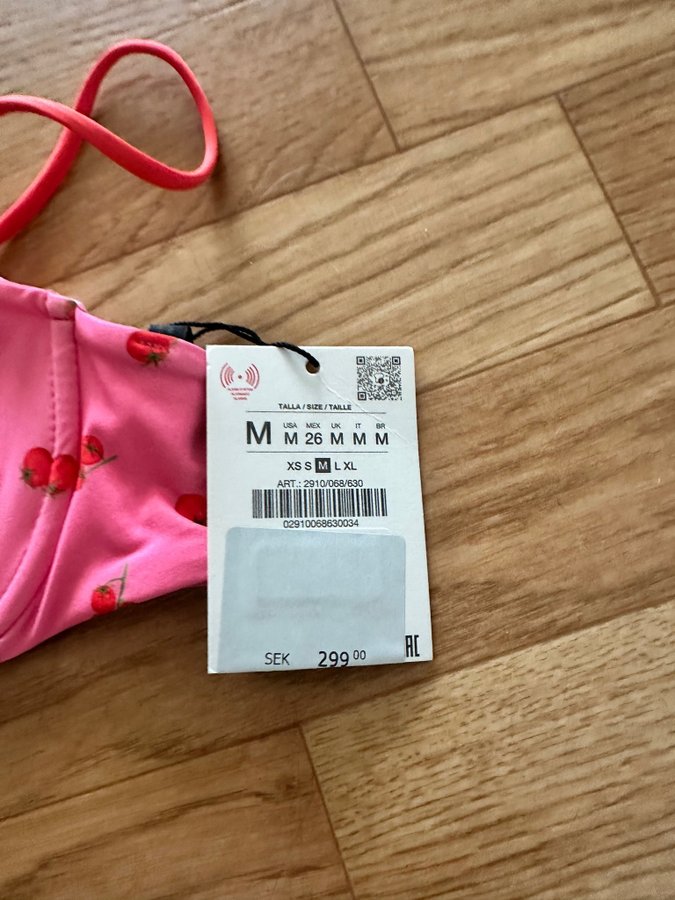 TALLA / SIZE / TAILLE
M USA M MEX 26 UK M IT M BR M
XS S M L XL
ART.: 2910/068/630
02910068630034
SEK 299 00
EAC